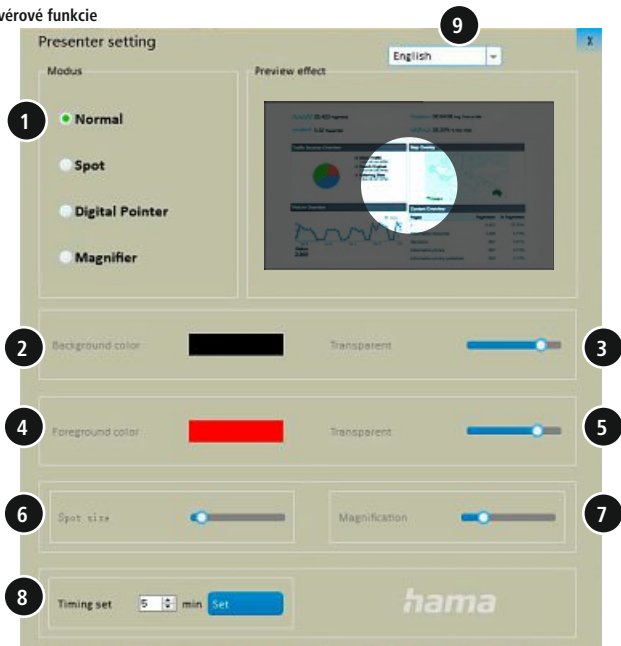 vérové funkcie
9
Presenter setting
English
X
Modus
Preview effect
1
Normal
Spot
Digital Pointer
Magnifier
2
Background color
Transparent
3
4
Foreground color
Transparent
5
6
Spot size
Magnification
7
8
Timing set
5
min
Set
hama